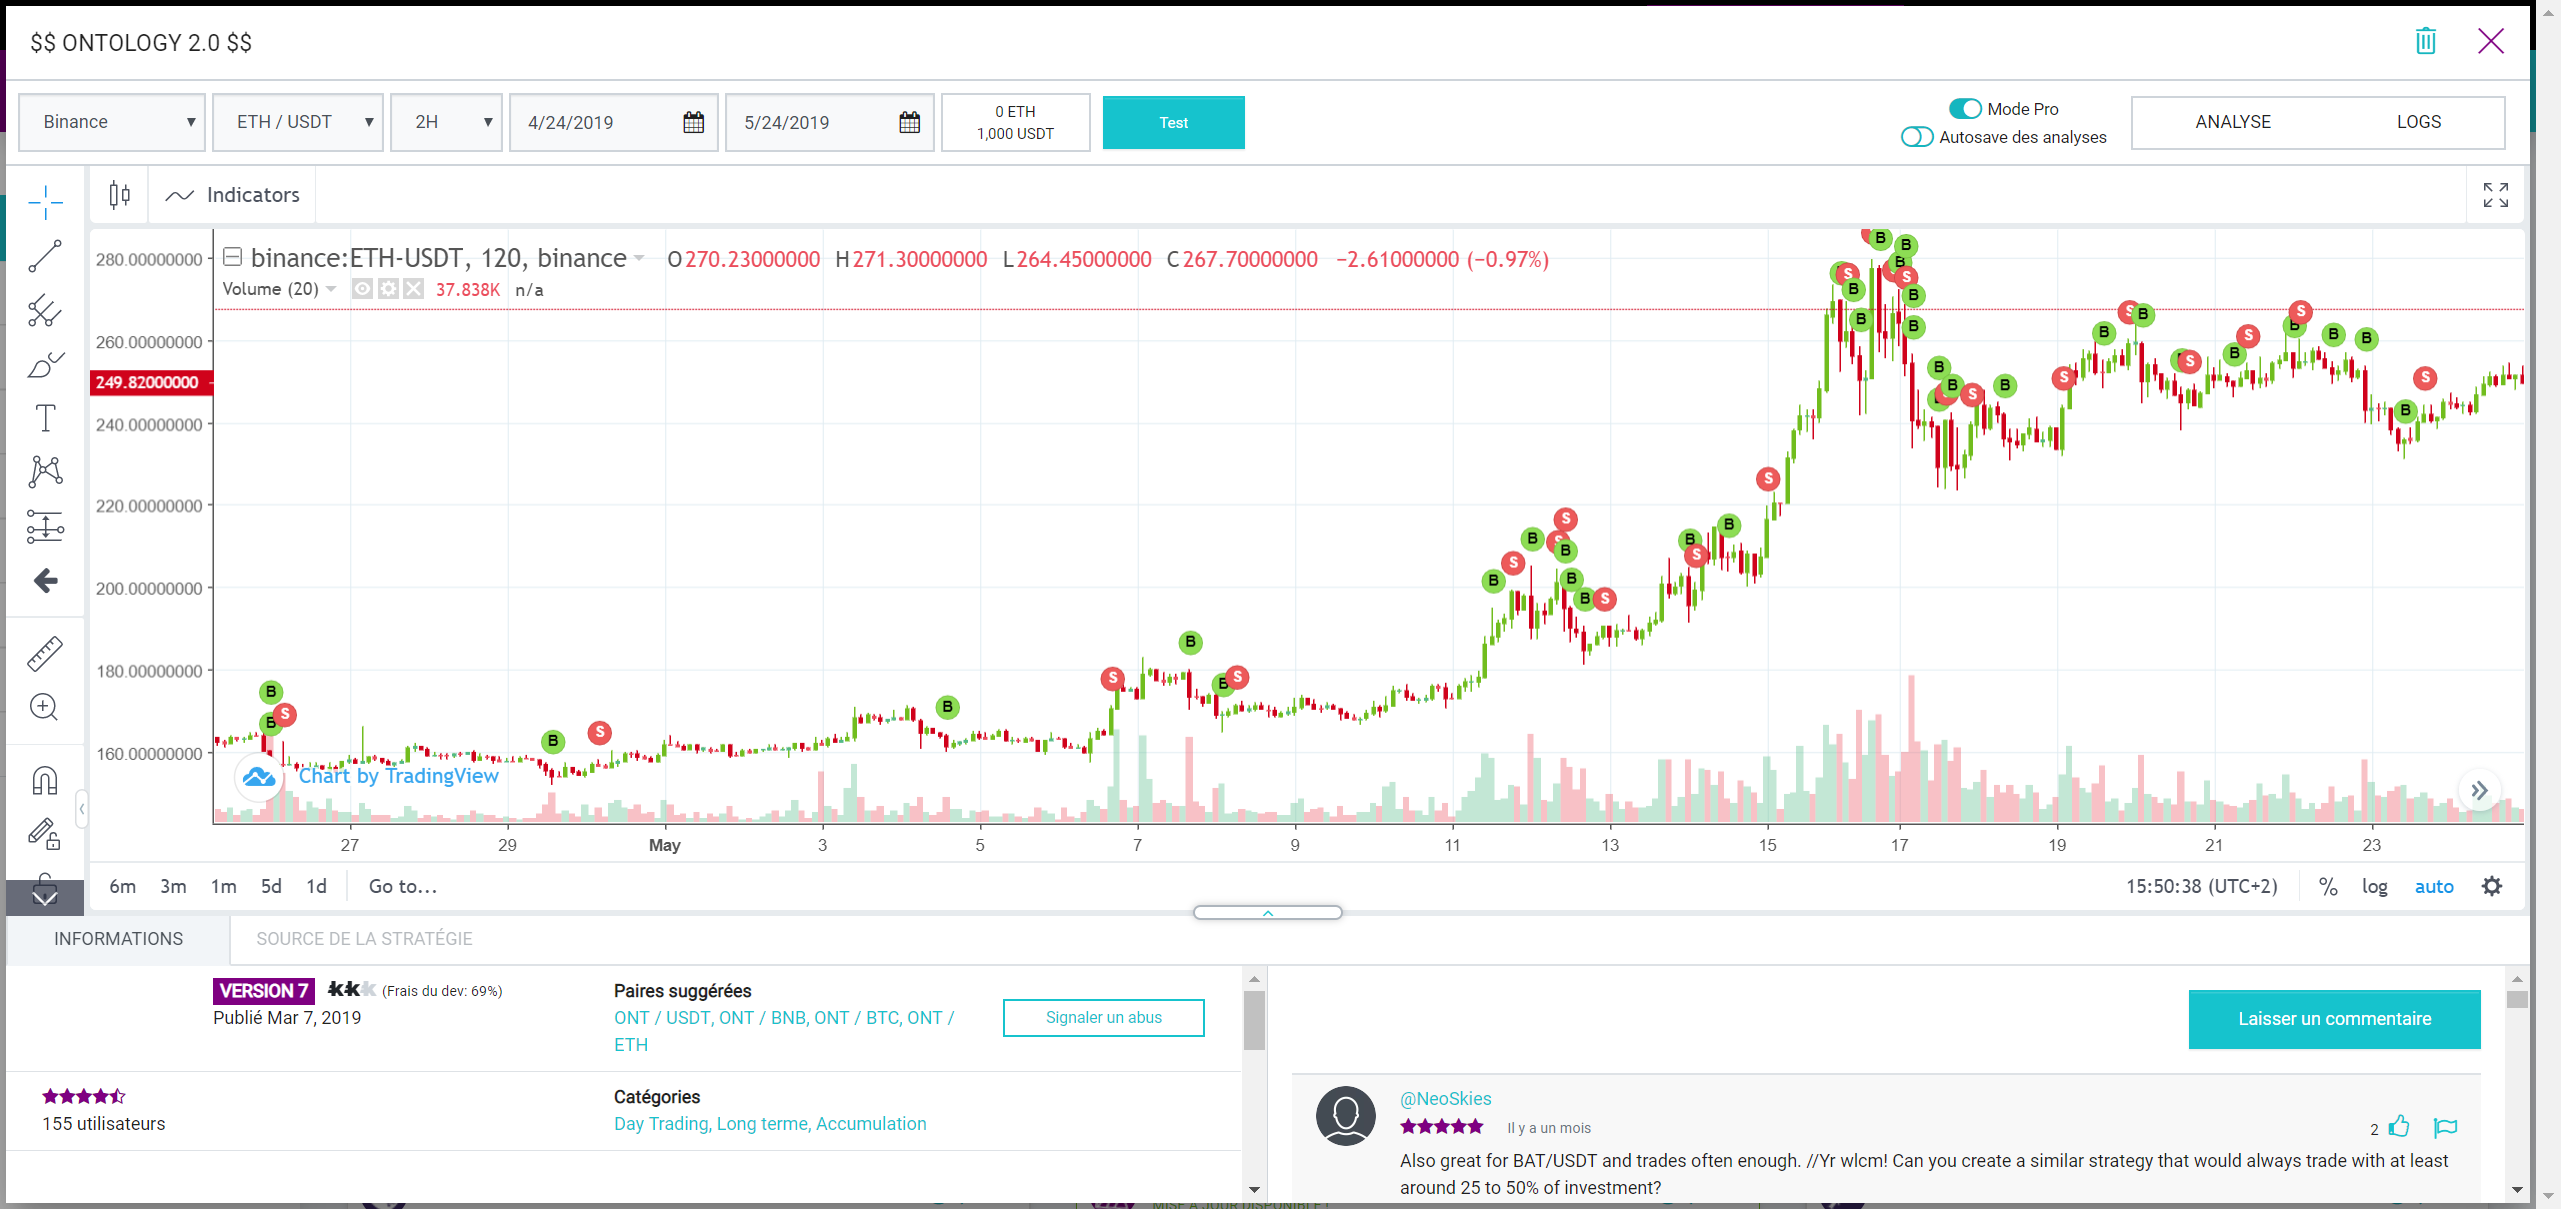 $$ ONTOLOGY 2.0 $$
Binance ▼ ETH / USDT ▼ 2H ▼ 4/24/2019 5/24/2019
0 ETH
1,000 USDT
Test
Mode Pro
Autosave des analyses
ANALYSE LOGS
Indicators
binance:ETH-USDT, 120, binance O270.23000000 H271.30000000 L264.45000000 C267.70000000 −2.61000000 (−0.97%)
Volume (20) 37.838K n/a
280.00000000
260.00000000
249.82000000
240.00000000
220.00000000
200.00000000
180.00000000
160.00000000
Chart by TradingView
27 29 May 3 5 7 9 11 13 15 17 19 21 23
6m 3m 1m 5d 1d Go to...
15:50:38 (UTC+2) % log auto
INFORMATIONS SOURCE DE LA STRATÉGIE
VERSION 7 (Frais du dev: 69%)
Publié Mar 7, 2019
Paires suggérées
ONT / USDT, ONT / BNB, ONT / BTC, ONT /
ETH
Signaler un abus
155 utilisateurs
Catégories
Day Trading, Long terme, Accumulation
Laisser un commentaire
@NeoSkies
Il y a un mois
2
Also great for BAT/USDT and trades often enough. //Yr wlcm! Can you create a similar strategy that would always trade with at least
around 25 to 50% of investment?